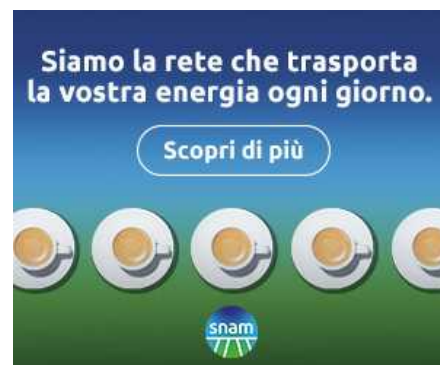 Siamo la rete che trasporta
la vostra energia ogni giorno.
Scopri di più
snam